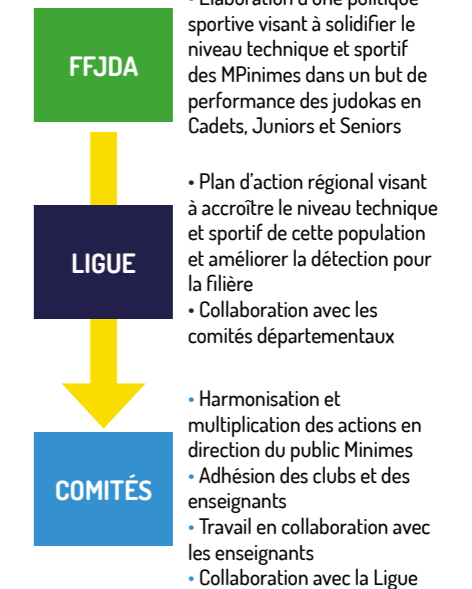 • Élaboration d'une politique
sportive visant à solidifier le
niveau technique et sportif
des MPinimes dans un but de
performance des judokas en
Cadets, Juniors et Seniors
FFJDA
• Plan d'action régional visant
à accroître le niveau technique
et sportif de cette population
et améliorer la détection pour
la filière
• Collaboration avec les
comités départementaux
LIGUE
• Harmonisation et
multiplication des actions en
direction du public Minimes
• Adhésion des clubs et des
enseignants
• Travail en collaboration avec
les enseignants
• Collaboration avec la Ligue
COMITÉS